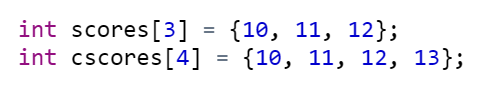 int scores[3] = {10, 11, 12};
int cscores[4] = {10, 11, 12, 13};